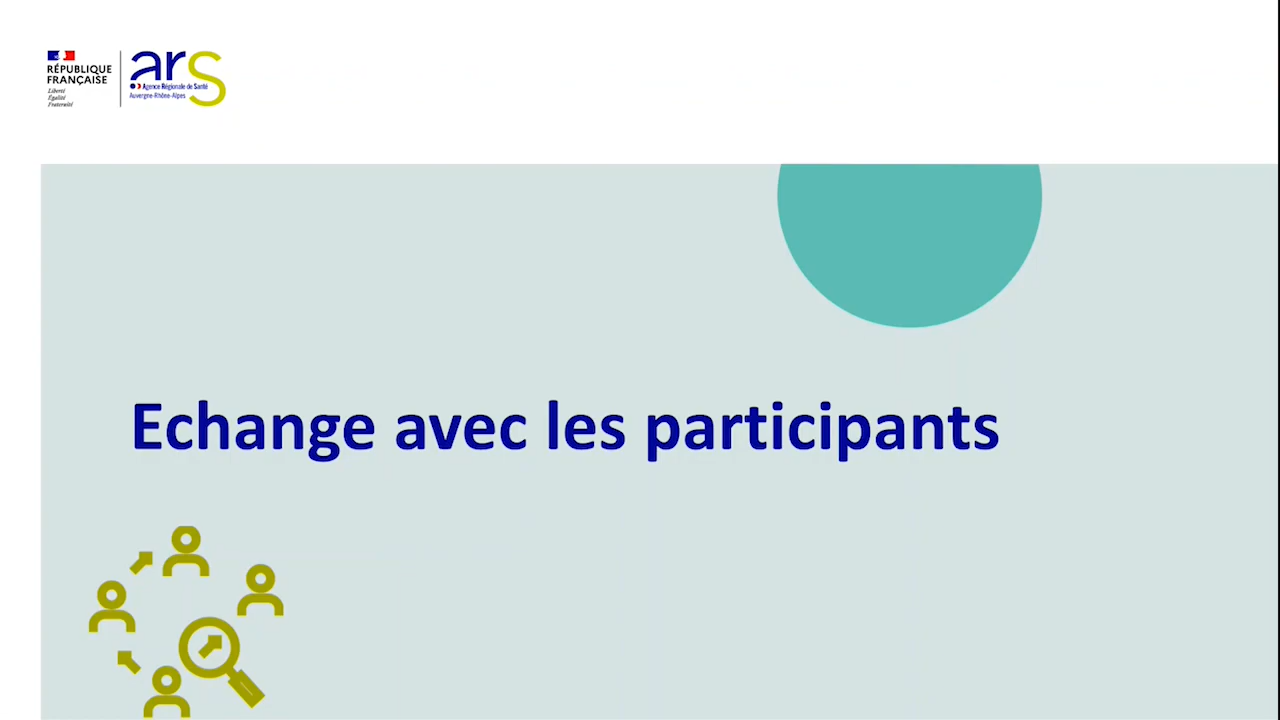 RÉPUBLIQUE
FRANÇAISE
Liberté
Égalité
Fraternité
ars
Agence Régionale de Santé
Auvergne-Rhône-Alpes
Echange avec les participants